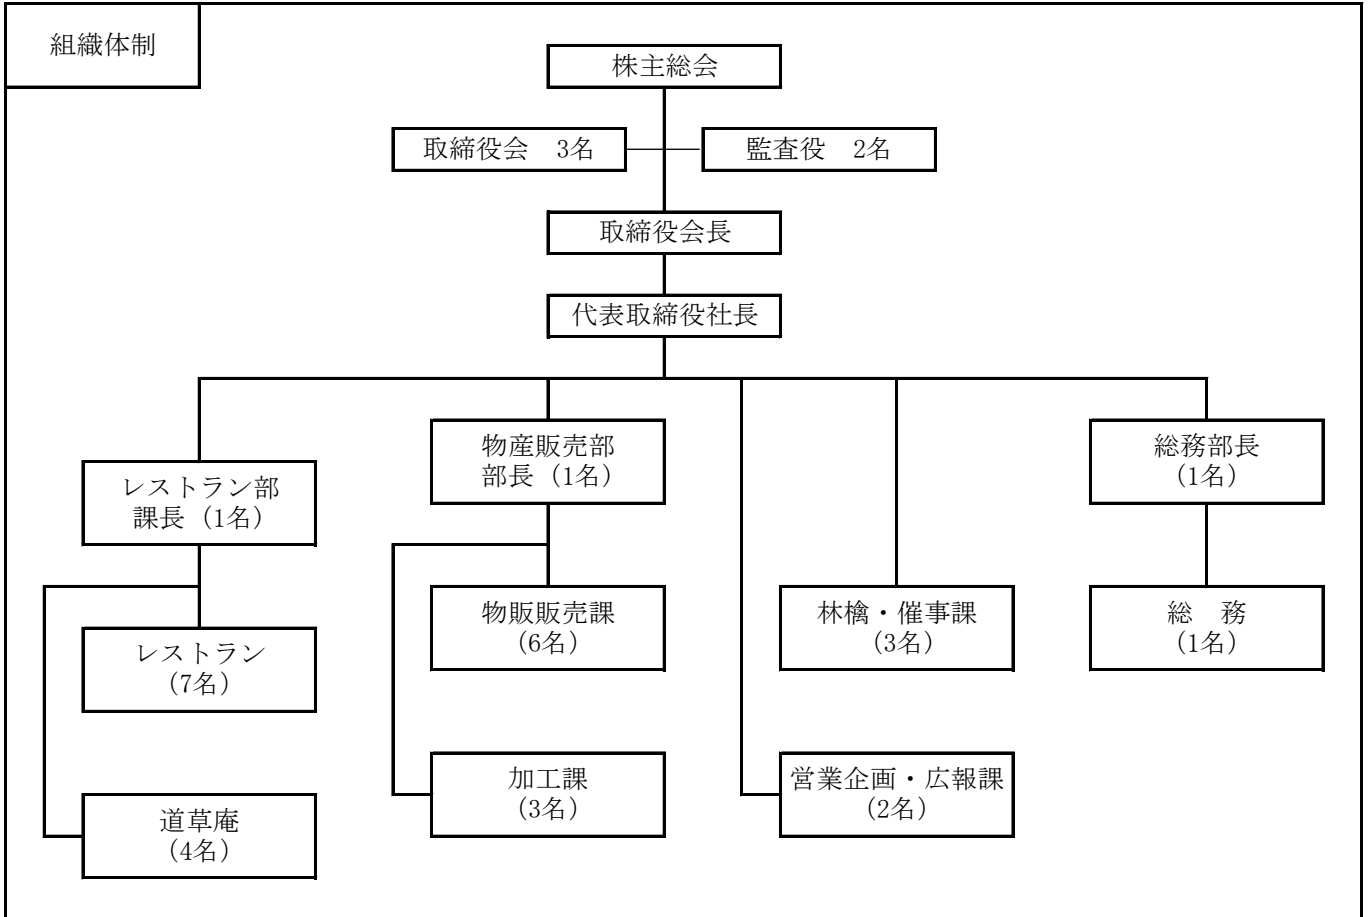 組織体制
株主総会
取締役会　3名
監査役　2名
取締役会長
代表取締役社長
物産販売部
部長（1名）
総務部長
（1名）
レストラン部
課長（1名）
物販販売課
（6名）
林檎・催事課
（3名）
総　務
（1名）
レストラン
（7名）
加工課
（3名）
営業企画・広報課
（2名）
道草庵
（4名）